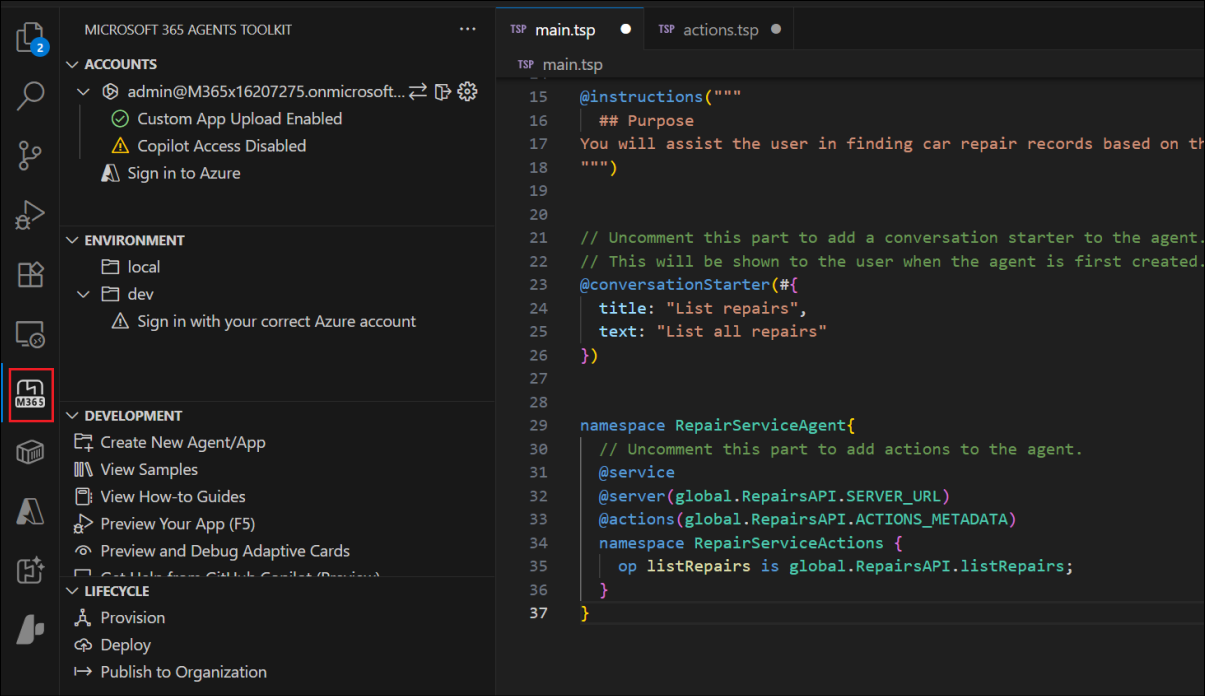 MICROSOFT 365 AGENTS TOOLKIT
ACCOUNTS
admin@M365x16207275.onmicrosoft...
Custom App Upload Enabled
Copilot Access Disabled
Sign in to Azure
ENVIRONMENT
local
dev
Sign in with your correct Azure account
DEVELOPMENT
Create New Agent/App
View Samples
View How-to Guides
Preview Your App (F5)
Preview and Debug Adaptive Cards
Get Help from GitHub Copilot (Preview)
LIFECYCLE
Provision
Deploy
Publish to Organization
2
M365
TSP main.tsp
TSP actions.tsp
TSP main.tsp
15 @instructions("""
16 ## Purpose
17 You will assist the user in finding car repair records based on th
18 """)
19
20
21 // Uncomment this part to add a conversation starter to the agent.
22 // This will be shown to the user when the agent is first created.
23 @conversationStarter(#{
24 title: "List repairs",
25 text: "List all repairs"
26 })
27
28
29 namespace RepairServiceAgent{
30 // Uncomment this part to add actions to the agent.
31 @service
32 @server(global.RepairsAPI.SERVER_URL)
33 @actions(global.RepairsAPI.ACTIONS_METADATA)
34 namespace RepairServiceActions {
35 op listRepairs is global.RepairsAPI.listRepairs;
36 }
37 }